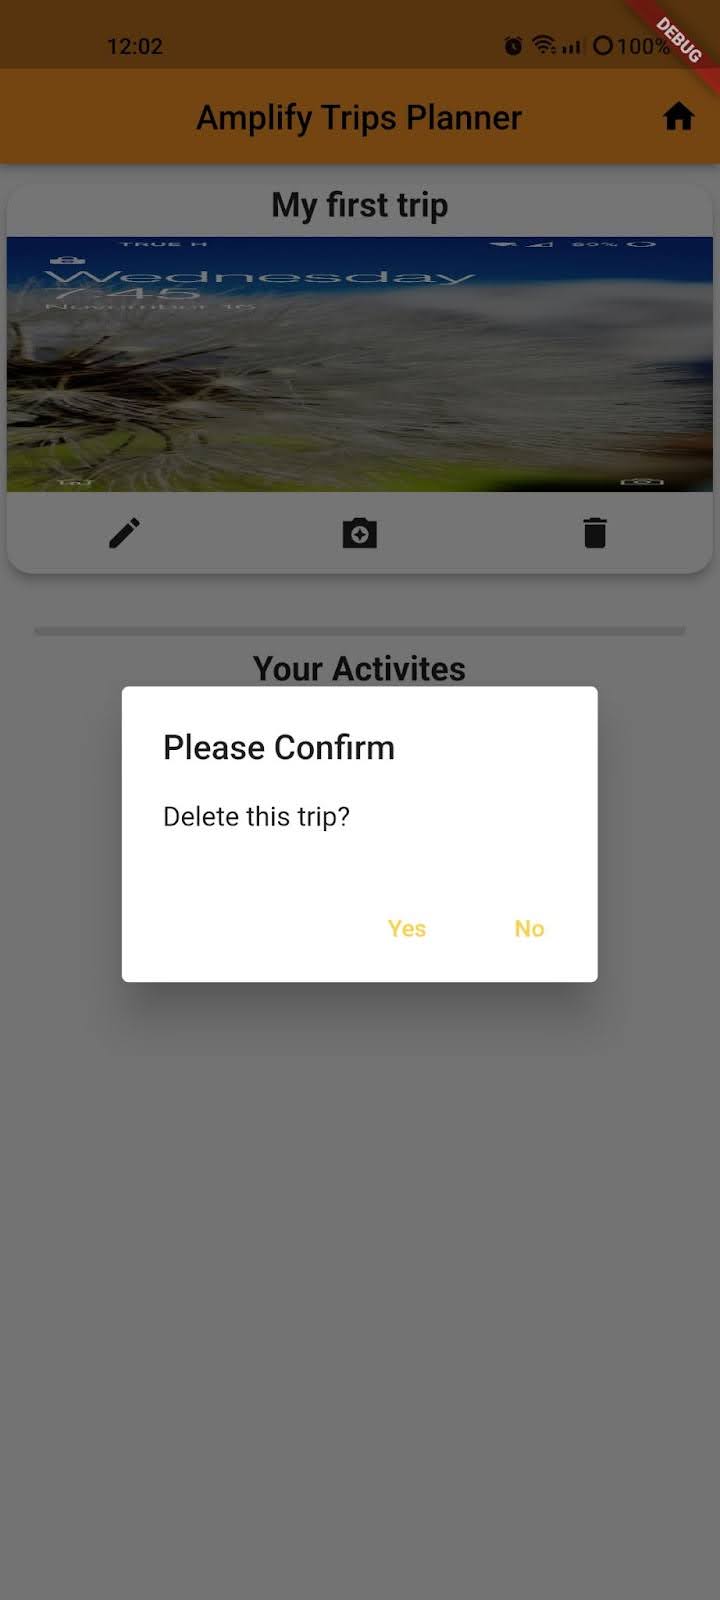 12:02 100%
DEBUG
Amplify Trips Planner
My first trip
TRUE H
Wednesday
7:45
November 16
Your Activites
Please Confirm
Delete this trip?
Yes No